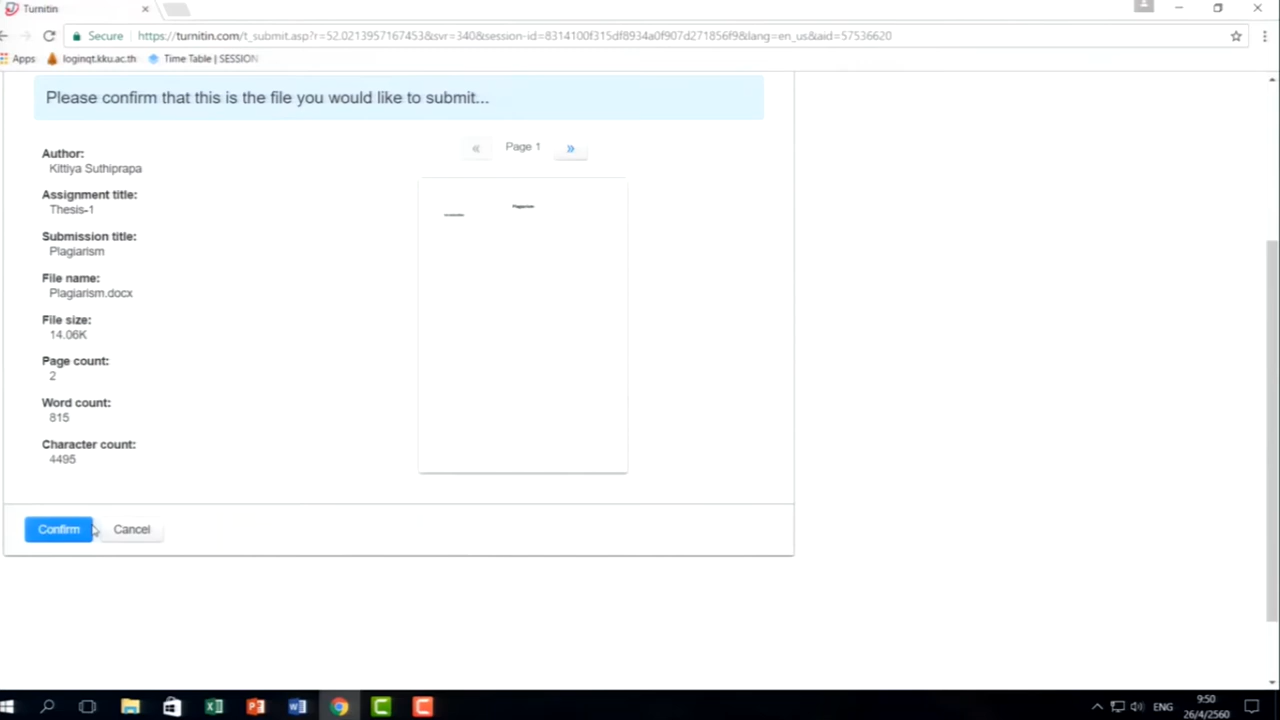 Turnitin
Secure https://turnitin.com/t_submit.asp?r=52.0213957167453&svr=340&session-id=8314100f315df8934a0f907d271856f9&lang=en_us&aid=57536620
Apps loginqt.kku.ac.th Time Table | SESSION
Please confirm that this is the file you would like to submit...
« Page 1 »
Author:
Kittiya Suthiprapa
Assignment title:
Thesis-1
Submission title:
Plagiarism
File name:
Plagiarism.docx
File size:
14.06K
Page count:
2
Word count:
815
Character count:
4495
Plagiarism
Confirm Cancel
ENG
9:50
26/4/2560